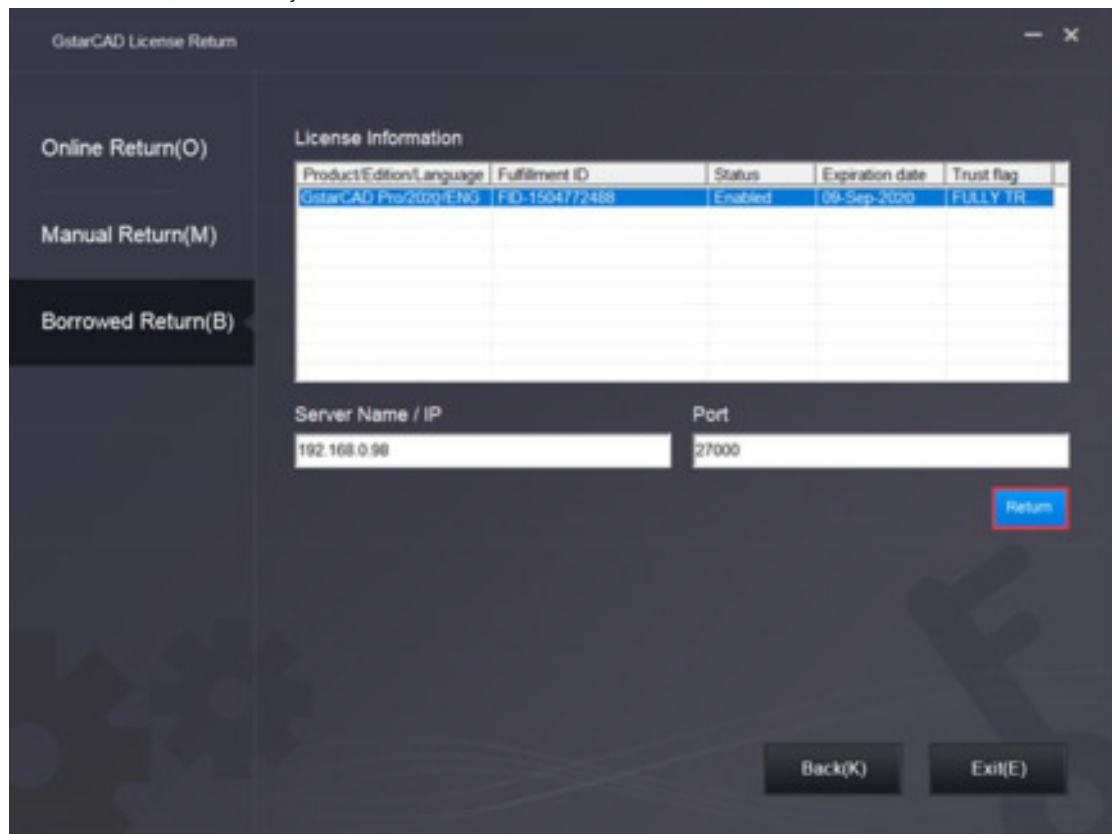 GstarCAD License Return
Online Return(O)
Manual Return(M)
Borrowed Return(B)
License Information
Product/Edition/Language Fulfillment ID Status Expiration date Trust flag
GstarCAD Pro/2020/ENG FID-1504772488 Enabled 09-Sep-2020 FULLY TR...
Server Name / IP Port
192.168.0.98 27000
Return
Back(K) Exit(E)